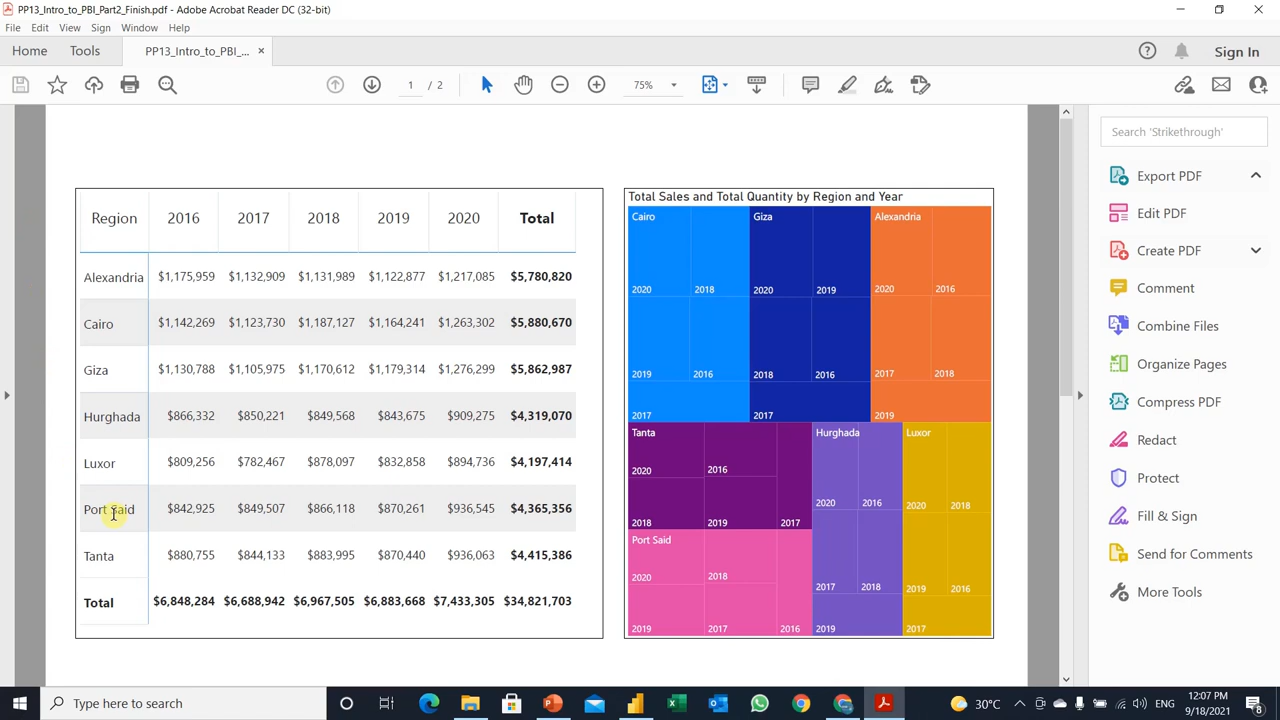 PP13_Intro_to_PBI_Part2_Finish.pdf - Adobe Acrobat Reader DC (32-bit)
File Edit View Sign Window Help
Home Tools PP13_Intro_to_PBI_... × Sign In
1 / 2 75%
Search 'Strikethrough'
Export PDF
Edit PDF
Create PDF
Comment
Combine Files
Organize Pages
Compress PDF
Redact
Protect
Fill & Sign
Send for Comments
More Tools
Region 2016 2017 2018 2019 2020 Total
Alexandria $1,175,959 $1,132,909 $1,131,989 $1,122,877 $1,217,085 $5,780,820
Cairo $1,142,269 $1,123,730 $1,187,127 $1,164,241 $1,263,302 $5,880,670
Giza $1,130,788 $1,105,975 $1,170,612 $1,179,314 $1,276,299 $5,862,987
Hurghada $866,332 $850,221 $849,568 $843,675 $909,275 $4,319,070
Luxor $809,256 $782,467 $878,097 $832,858 $894,736 $4,197,414
Port Said $842,925 $849,507 $866,118 $870,261 $936,545 $4,365,356
Tanta $880,755 $844,133 $883,995 $870,440 $936,063 $4,415,386
Total $6,848,284 $6,688,942 $6,967,505 $6,883,668 $7,433,305 $34,821,703
Total Sales and Total Quantity by Region and Year
Cairo
2020 2018
2019 2016
2017
Giza
2020 2019
2018 2016
2017
Alexandria
2020 2016
2017 2018
2019
Tanta
2020 2016
2018 2019 2017
Port Said
2020 2018
2019 2017 2016
Hurghada
2020 2016
2017 2018
2019
Luxor
2020 2018
2019 2016
2017
Type here to search
30°C
ENG
12:07 PM
9/18/2021
8